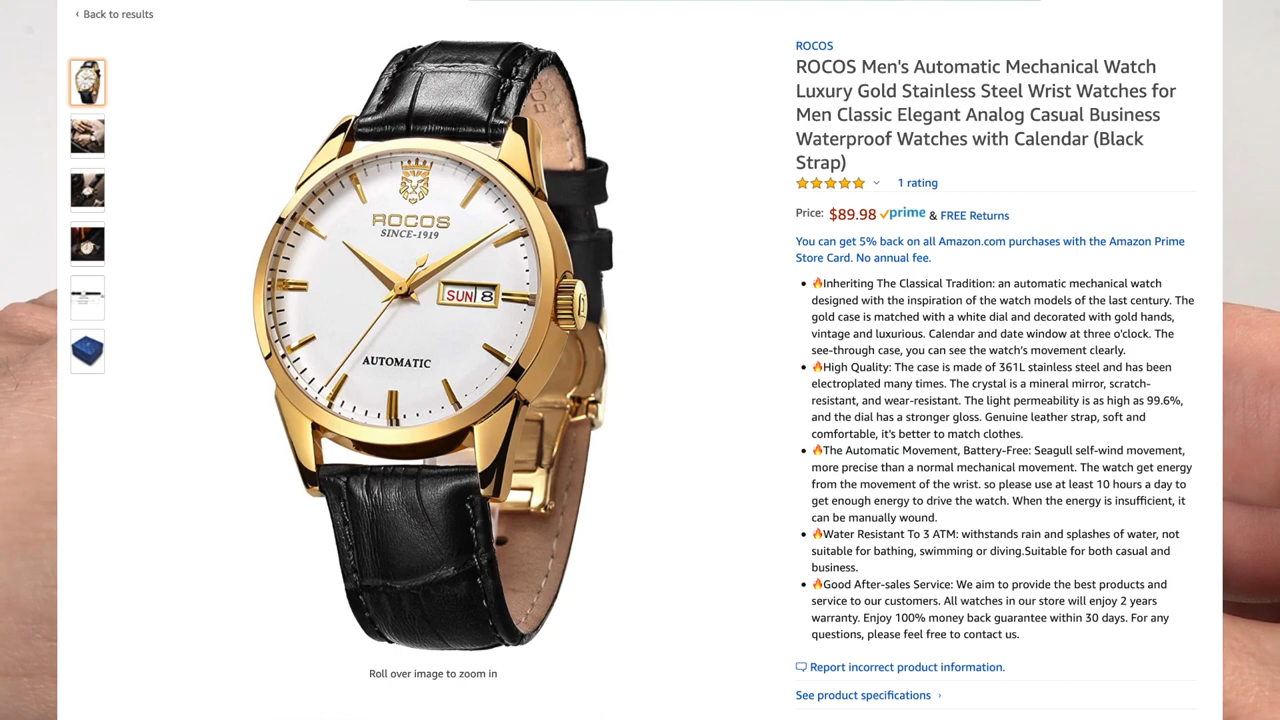 ‹ Back to results
ROCOS
SINCE-1919
SUN 8
AUTOMATIC
Roll over image to zoom in
ROCOS
ROCOS Men's Automatic Mechanical Watch
Luxury Gold Stainless Steel Wrist Watches for
Men Classic Elegant Analog Casual Business
Waterproof Watches with Calendar (Black
Strap)
1 rating
Price: $89.98 prime & FREE Returns
You can get 5% back on all Amazon.com purchases with the Amazon Prime
Store Card. No annual fee.
• 🔥Inheriting The Classical Tradition: an automatic mechanical watch
designed with the inspiration of the watch models of the last century. The
gold case is matched with a white dial and decorated with gold hands,
vintage and luxurious. Calendar and date window at three o'clock. The
see-through case, you can see the watch's movement clearly.
• 🔥High Quality: The case is made of 361L stainless steel and has been
electroplated many times. The crystal is a mineral mirror, scratch-
resistant, and wear-resistant. The light permeability is as high as 99.6%,
and the dial has a stronger gloss. Genuine leather strap, soft and
comfortable, it's better to match clothes.
• 🔥The Automatic Movement, Battery-Free: Seagull self-wind movement,
more precise than a normal mechanical movement. The watch get energy
from the movement of the wrist. so please use at least 10 hours a day to
get enough energy to drive the watch. When the energy is insufficient, it
can be manually wound.
• 🔥Water Resistant To 3 ATM: withstands rain and splashes of water, not
suitable for bathing, swimming or diving.Suitable for both casual and
business.
• 🔥Good After-sales Service: We aim to provide the best products and
service to our customers. All watches in our store will enjoy 2 years
warranty. Enjoy 100% money back guarantee within 30 days. For any
questions, please feel free to contact us.
Report incorrect product information.
See product specifications ›